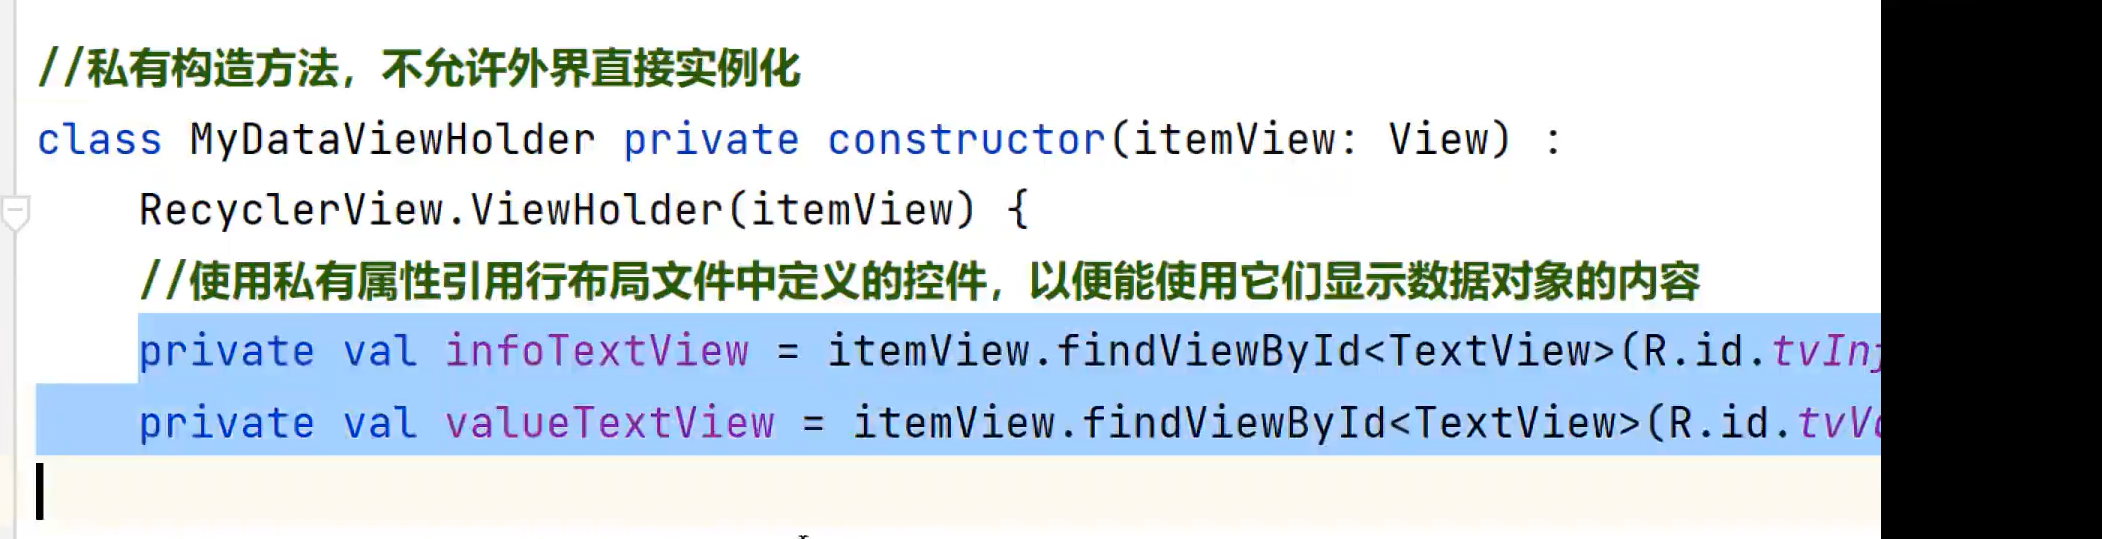 //私有构造方法，不允许外界直接实例化
class MyDataViewHolder private constructor(itemView: View) :
RecyclerView.ViewHolder(itemView) {
//使用私有属性引用行布局文件中定义的控件，以便能使用它们显示数据对象的内容
private val infoTextView = itemView.findViewById<TextView>(R.id.tvIn
private val valueTextView = itemView.findViewById<TextView>(R.id.tvV